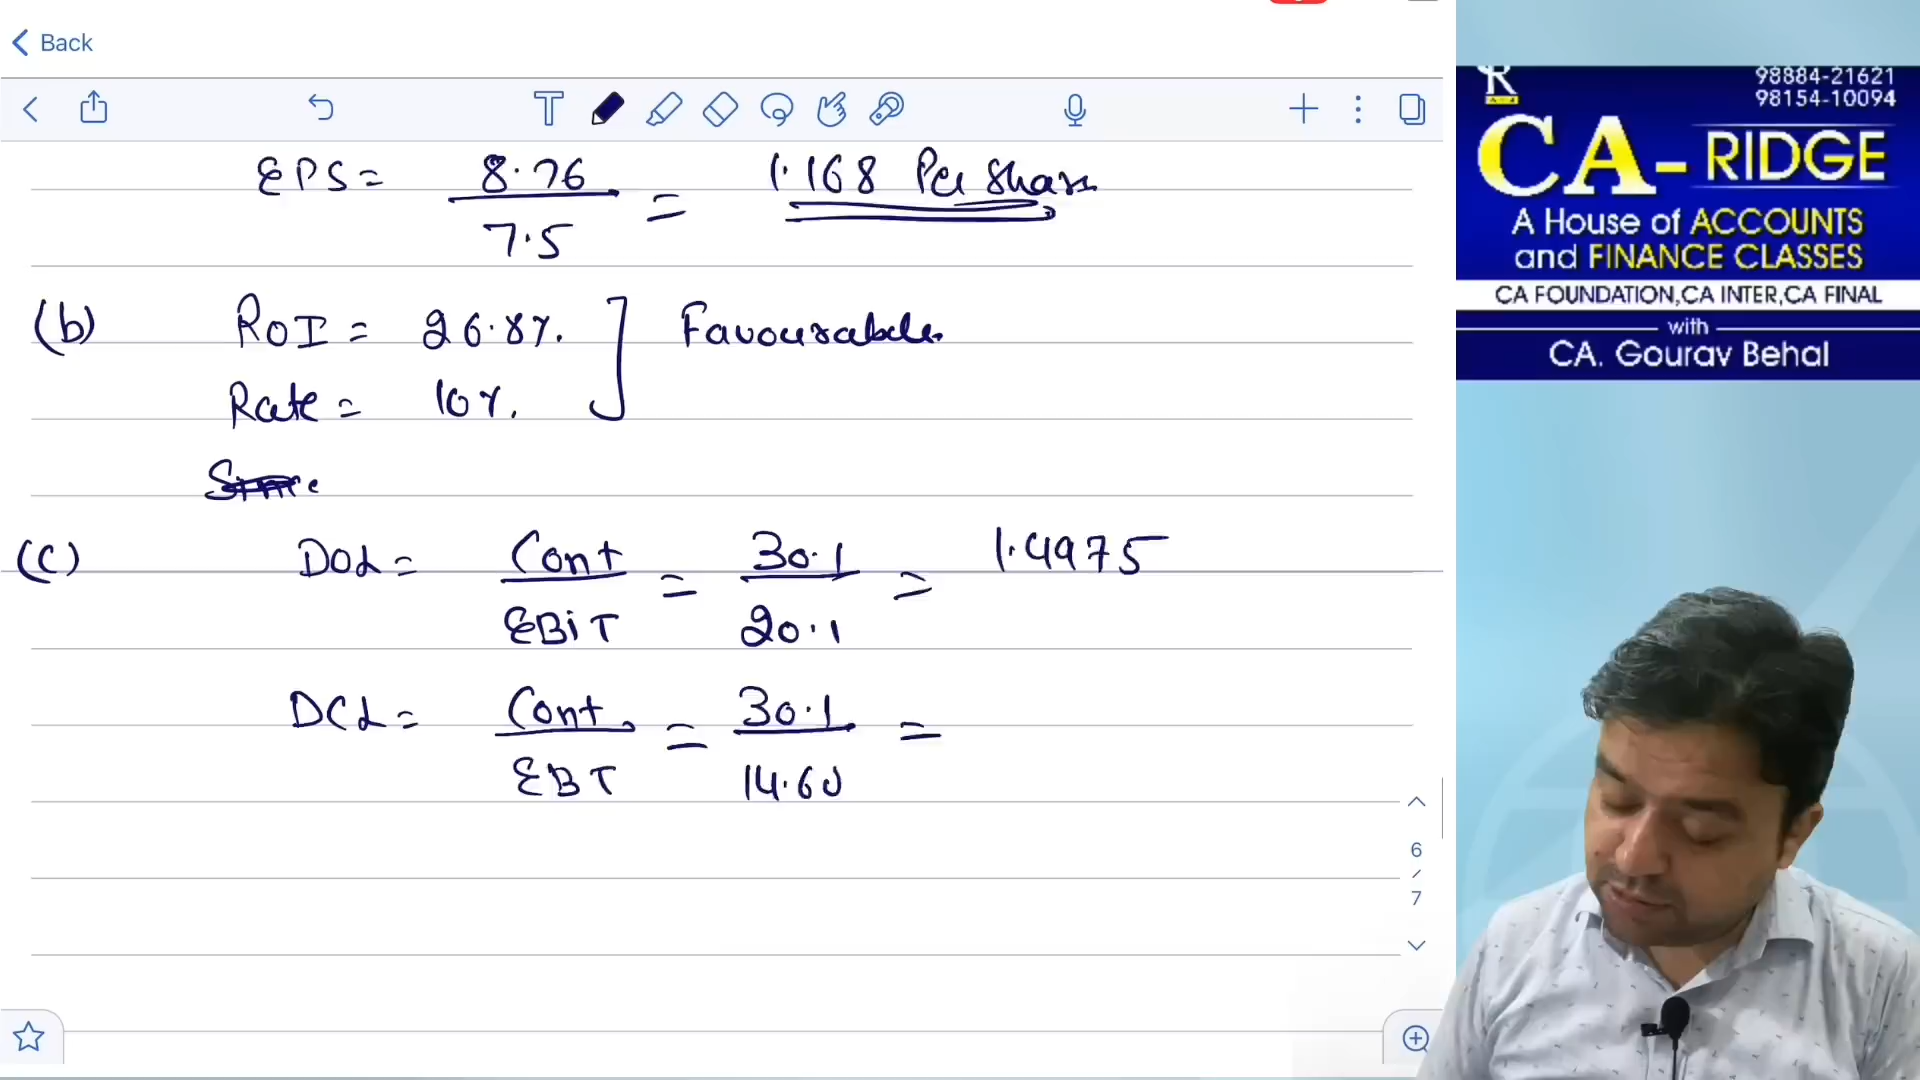 Back
EPS = 8.76 / 7.5 = 1.168 Per share
(b) ROI = 26.8%. ] Favourable.
Rate = 10%.
Since
(c) DOL = Cont / EBIT = 30.1 / 20.1 = 1.4975
DCL = Cont. / EBT = 30.1 / 14.60 =
6
/
7
98884-21621
98154-10094
CA-RIDGE
A House of ACCOUNTS
and FINANCE CLASSES
CA FOUNDATION,CA INTER,CA FINAL
with
CA. Gourav Behal